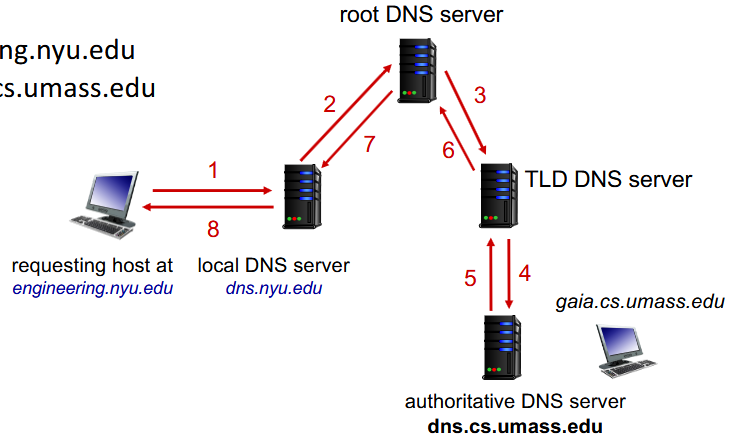 root DNS server
ng.nyu.edu
cs.umass.edu
2
3
7
6
1
TLD DNS server
8
requesting host at
engineering.nyu.edu
local DNS server
dns.nyu.edu
5
4
gaia.cs.umass.edu
authoritative DNS server
dns.cs.umass.edu